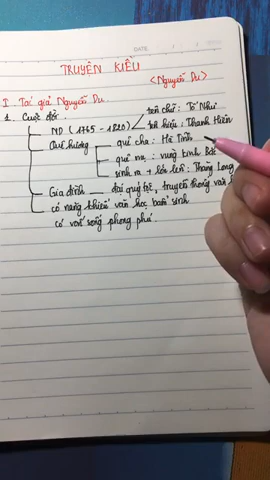 DATE
TRUYỆN KIỀU
<Nguyễn Du>
I. Tác giả Nguyễn Du.
1. Cuộc đời.
tên chữ: Tố Như
ND (1765 - 1820)
tên hiệu: Thanh Hiên
Quê hương
quê cha: Hà Tĩnh
quê mẹ: vùng Kinh Bắc
sinh ra + lớn lên: Thăng Long
Gia đình _ đại quý tộc, truyền thống văn
có năng khiếu văn học bẩm sinh
có vốn sống phong phú.